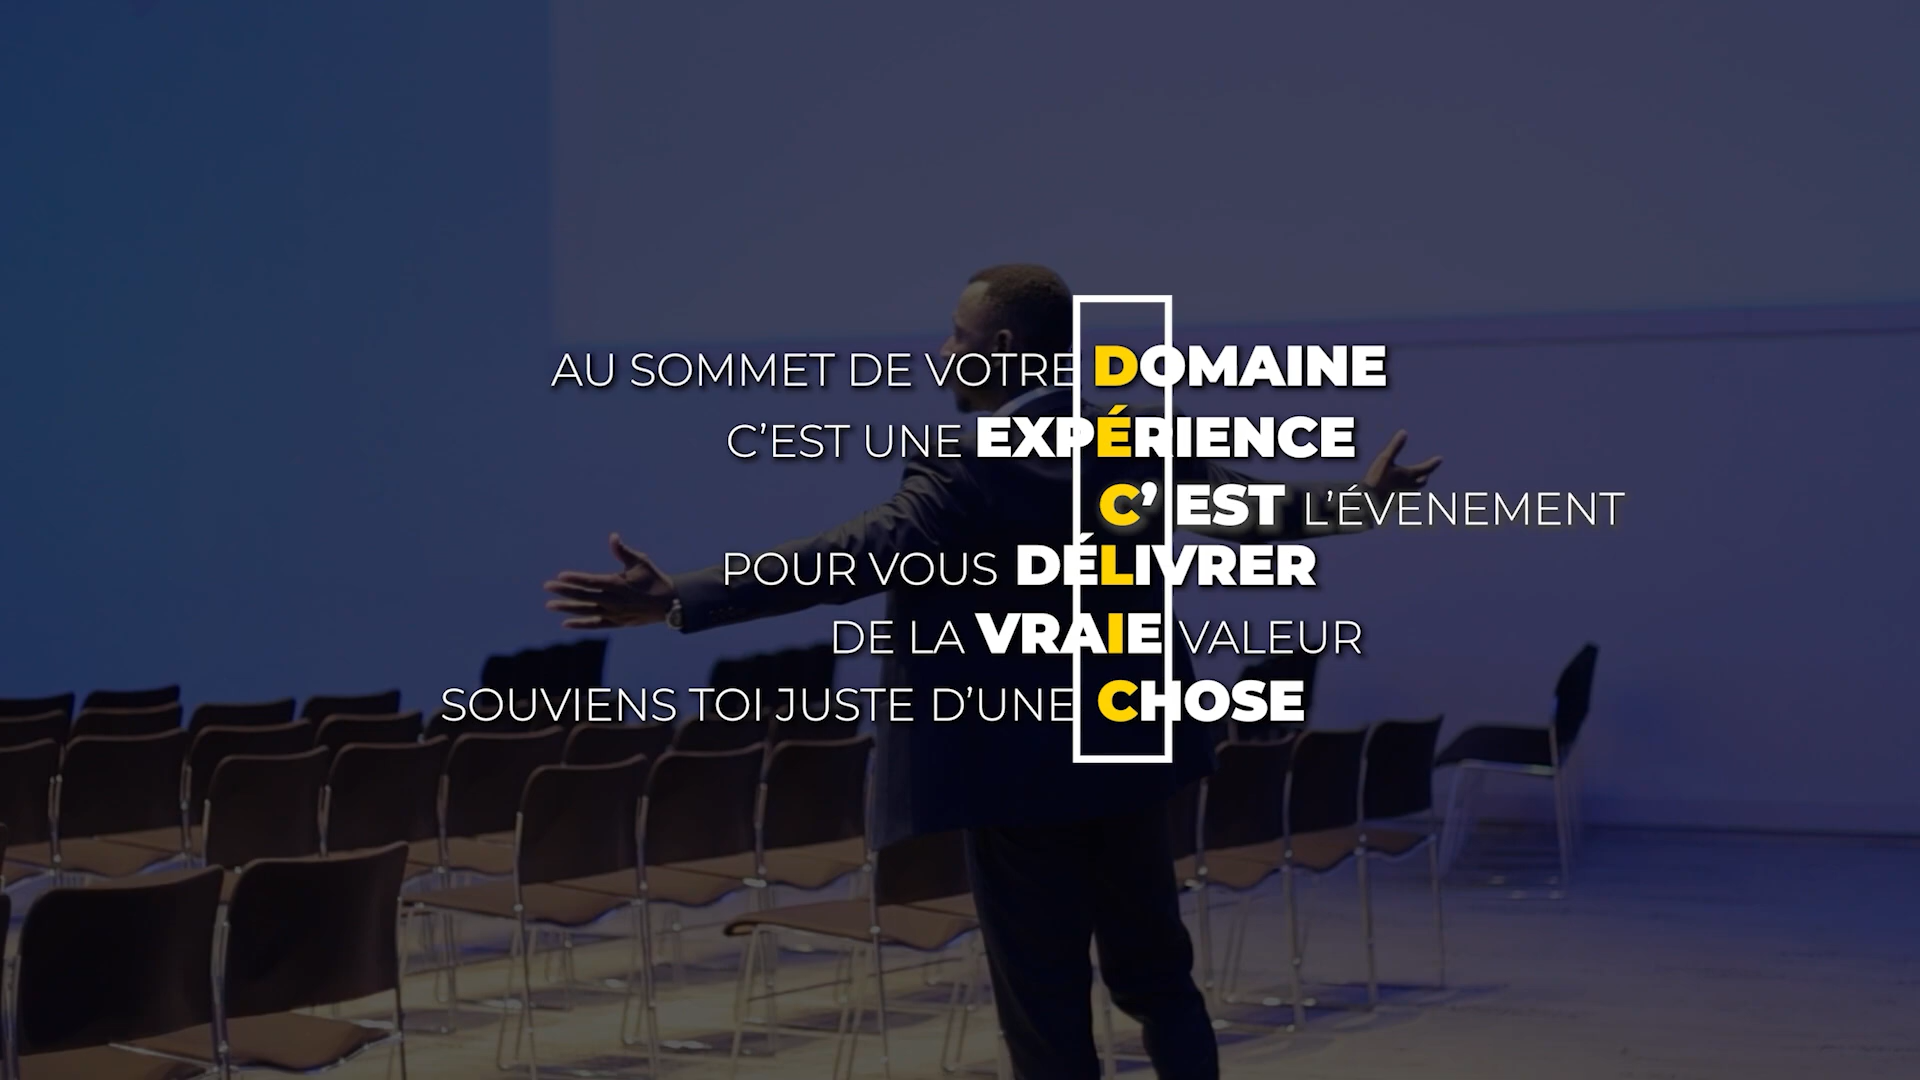 AU SOMMET DE VOTRE DOMAINE
C’EST UNE EXPÉRIENCE
C’ EST L’ÉVENEMENT
POUR VOUS DÉLIVRER
DE LA VRAIE VALEUR
SOUVIENS TOI JUSTE D’UNE CHOSE